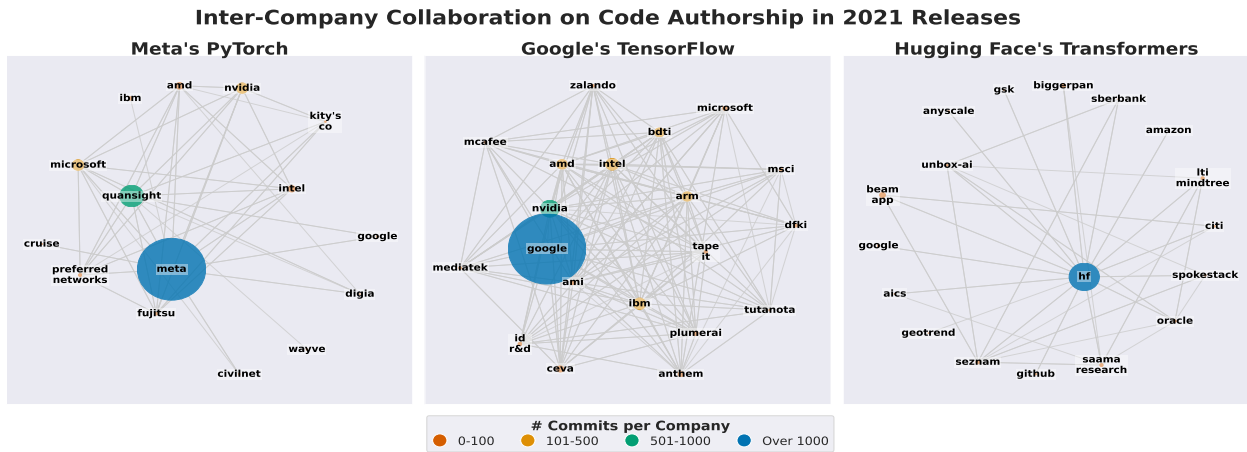 Inter-Company Collaboration on Code Authorship in 2021 Releases
Meta's PyTorch
amd
nvidia
ibm
kity's
co
microsoft
quansight
intel
google
cruise
preferred
networks
meta
digia
fujitsu
wayve
civilnet
Google's TensorFlow
zalando
microsoft
bdti
mcafee
amd
intel
msci
arm
nvidia
dfki
google
tape
it
mediatek
ami
ibm
tutanota
plumerai
id
r&d
ceva
anthem
Hugging Face's Transformers
gsk
biggerpan
sberbank
anyscale
amazon
unbox-ai
lti
mindtree
beam
app
citi
google
hf
spokestack
aics
oracle
geotrend
seznam
saama
research
github
# Commits per Company
0-100
101-500
501-1000
Over 1000